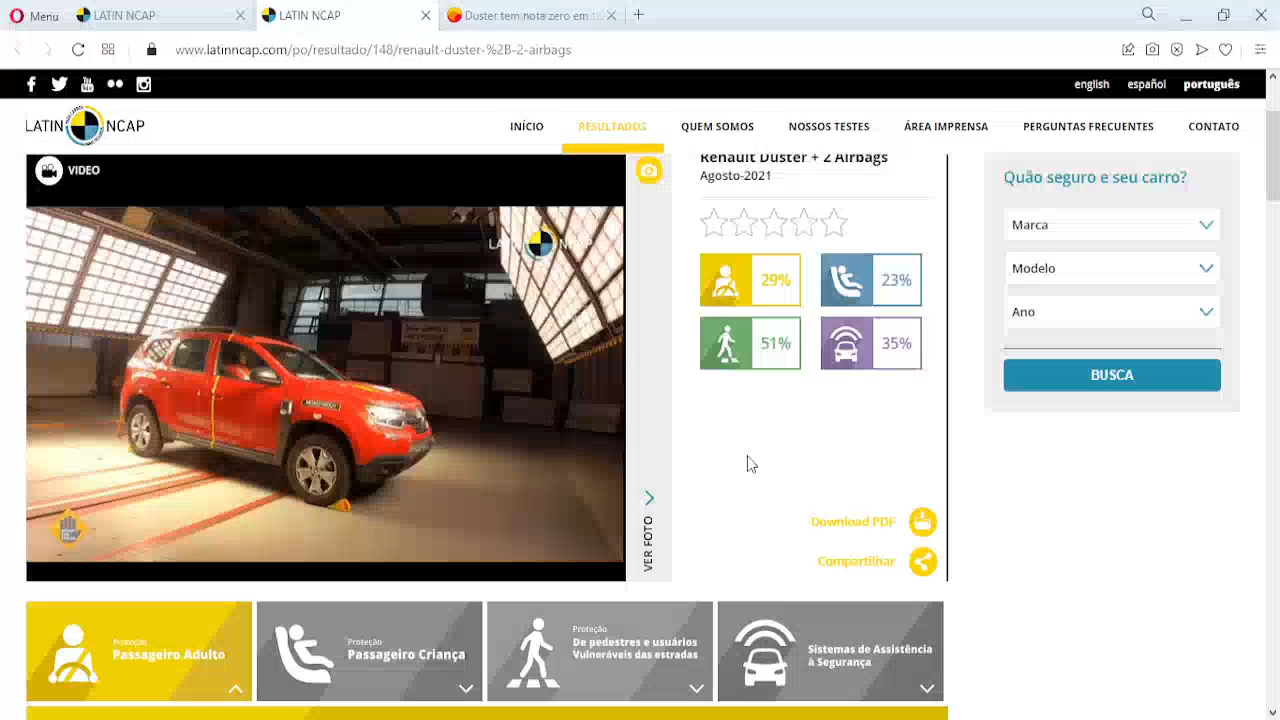 Menu
LATIN NCAP
LATIN NCAP
Duster tem nota zero em t
www.latinncap.com/po/resultado/148/renault-duster-%2B-2-airbags
english español português
LATIN NCAP
INÍCIO RESULTADOS QUEM SOMOS NOSSOS TESTES ÁREA IMPRENSA PERGUNTAS FRECUENTES CONTATO
VIDEO
VER FOTO
Renault Duster + 2 Airbags
Agosto-2021
29% 23%
51% 35%
Download PDF
Compartilhar
Quão seguro e seu carro?
Marca
Modelo
Ano
BUSCA
Proteção
Passageiro Adulto
Proteção
Passageiro Criança
Proteção
De pedestres e usuários
Vulneráveis das estradas
Sistemas de Assistência
à Segurança